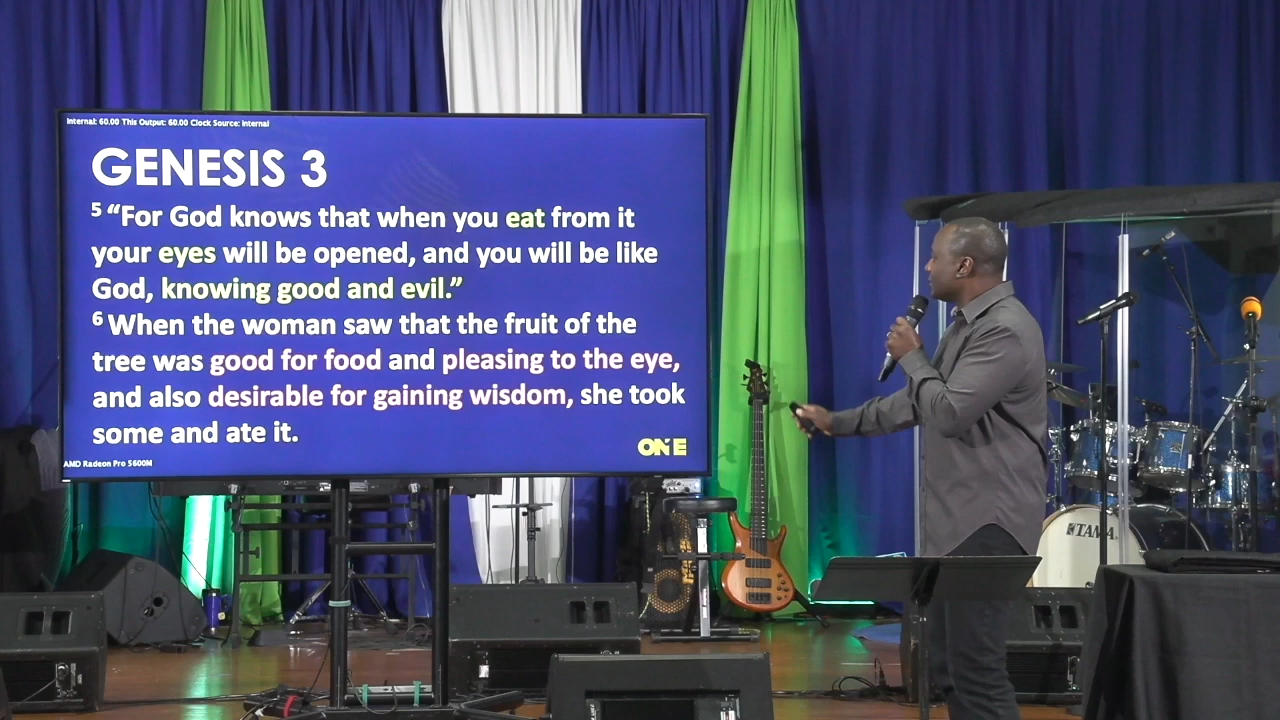 Internal: 60.00 This Output: 60.00 Clock Source: Internal
GENESIS 3
5 “For God knows that when you eat from it
your eyes will be opened, and you will be like
God, knowing good and evil.”
6 When the woman saw that the fruit of the
tree was good for food and pleasing to the eye,
and also desirable for gaining wisdom, she took
some and ate it.
ONE
AMD Radeon Pro 5600M
TAMA